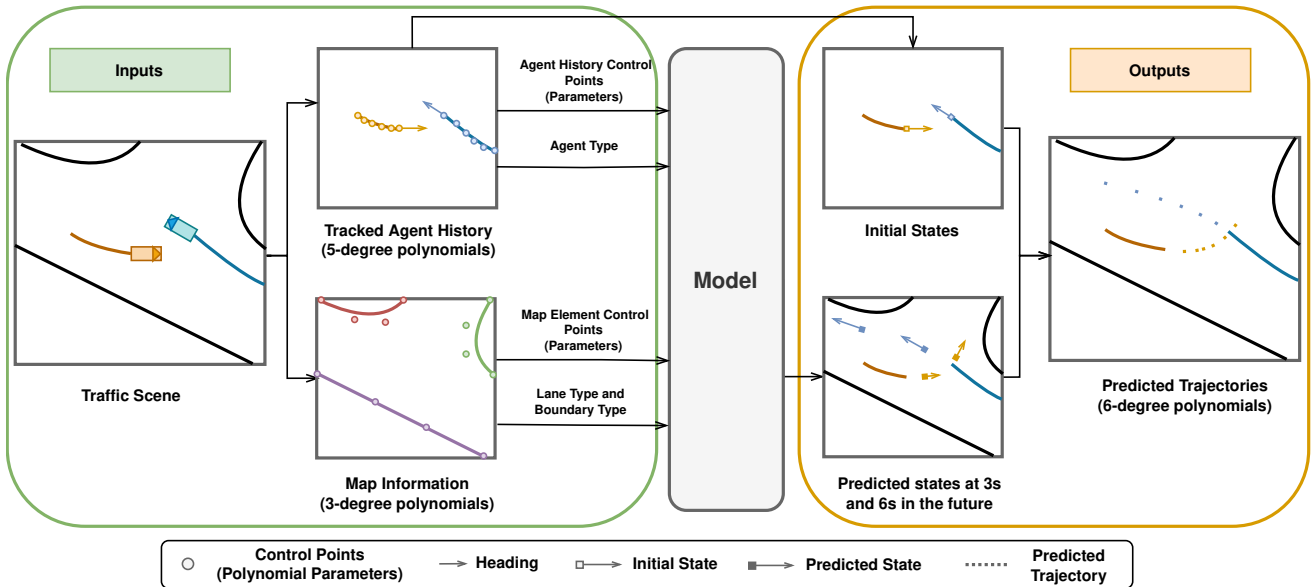 Inputs
Traffic Scene
Tracked Agent History
(5-degree polynomials)
Map Information
(3-degree polynomials)
Agent History Control
Points
(Parameters)
Agent Type
Map Element Control
Points
(Parameters)
Lane Type and
Boundary Type
Model
Outputs
Initial States
Predicted states at 3s
and 6s in the future
Predicted Trajectories
(6-degree polynomials)
Control Points
(Polynomial Parameters)
Heading
Initial State
Predicted State
Predicted
Trajectory